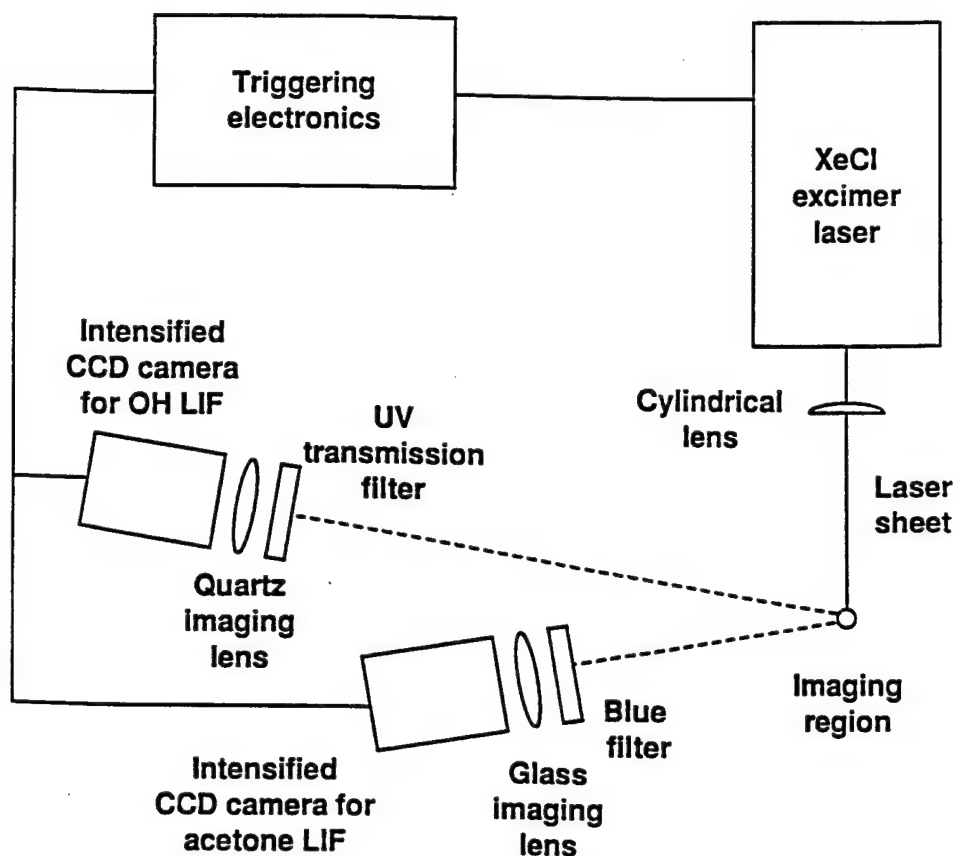 Triggering
electronics
XeCl
excimer
laser
Intensified
CCD camera
for OH LIF
UV
transmission
filter
Cylindrical
lens
Laser
sheet
Quartz
imaging
lens
Imaging
region
Blue
filter
Intensified
CCD camera for
acetone LIF
Glass
imaging
lens